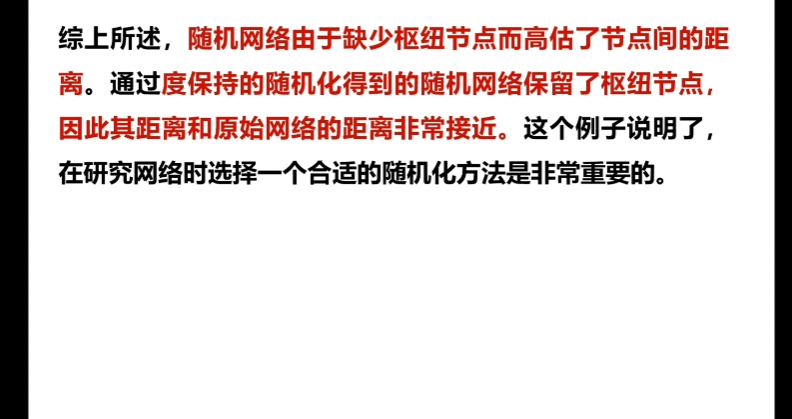 综上所述，随机网络由于缺少枢纽节点而高估了节点间的距
离。通过度保持的随机化得到的随机网络保留了枢纽节点，
因此其距离和原始网络的距离非常接近。这个例子说明了，
在研究网络时选择一个合适的随机化方法是非常重要的。